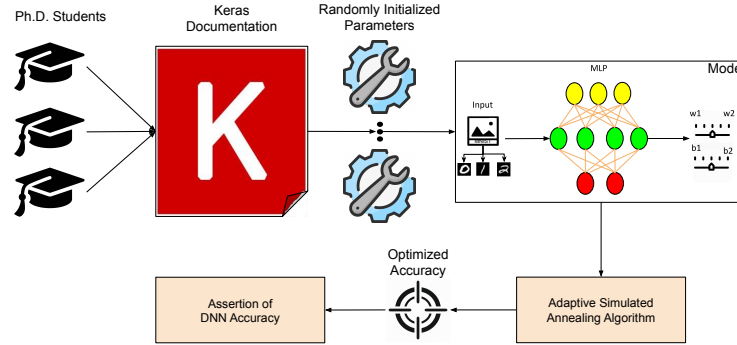 Ph.D. Students
Keras
Documentation
Randomly Initialized
Parameters
K
Mode
MLP
Input
w1 w2
b1 b2
Optimized
Accuracy
Assertion of
DNN Accuracy
Adaptive Simulated
Annealing Algorithm